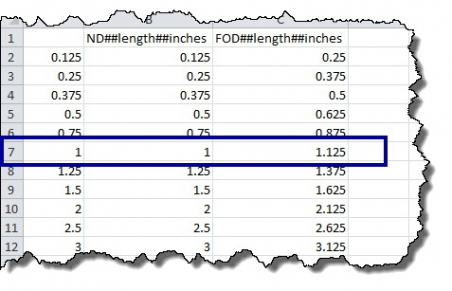 B C
1 ND##length##inches FOD##length##inches
2 0.125 0.125 0.25
3 0.25 0.25 0.375
4 0.375 0.375 0.5
5 0.5 0.5 0.625
6 0.75 0.75 0.875
7 1 1 1.125
8 1.25 1.25 1.375
9 1.5 1.5 1.625
10 2 2 2.125
11 2.5 2.5 2.625
12 3 3 3.125